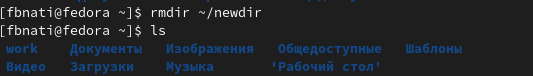 [fbnati@fedora ~]$ rmdir ~/newdir
[fbnati@fedora ~]$ ls
work Документы Изображения Общедоступные Шаблоны
Видео Загрузки Музыка 'Рабочий стол'